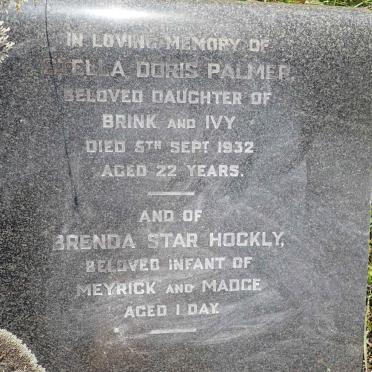 IN LOVING MEMORY OF
ELLA DORIS PALMER
BELOVED DAUGHTER OF
BRINK AND IVY
DIED 5TH SEPT 1932
AGED 22 YEARS.
AND OF
BRENDA STAR HOCKLY,
BELOVED INFANT OF
MEYRICK AND MADGE
AGED 1 DAY.